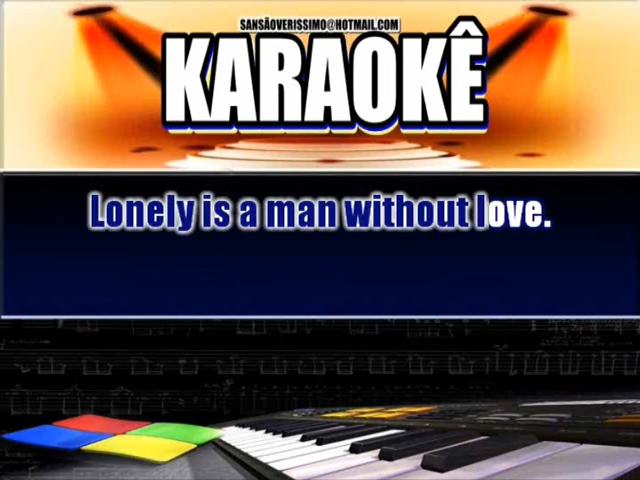 SANSÃOVERISSIMO@HOTMAIL.COM
KARAOKÊ
Lonely is a man without love.